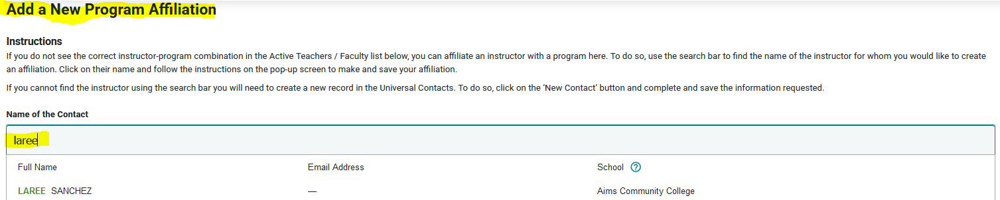 Add a New Program Affiliation
Instructions
If you do not see the correct instructor-program combination in the Active Teachers / Faculty list below, you can affiliate an instructor with a program here. To do so, use the search bar to find the name of the instructor for whom you would like to create
an affiliation. Click on their name and follow the instructions on the pop-up screen to make and save your affiliation.
If you cannot find the instructor using the search bar you will need to create a new record in the Universal Contacts. To do so, click on the ‘New Contact’ button and complete and save the information requested.
Name of the Contact
laree
Full Name Email Address School ?
LAREE SANCHEZ — Aims Community College